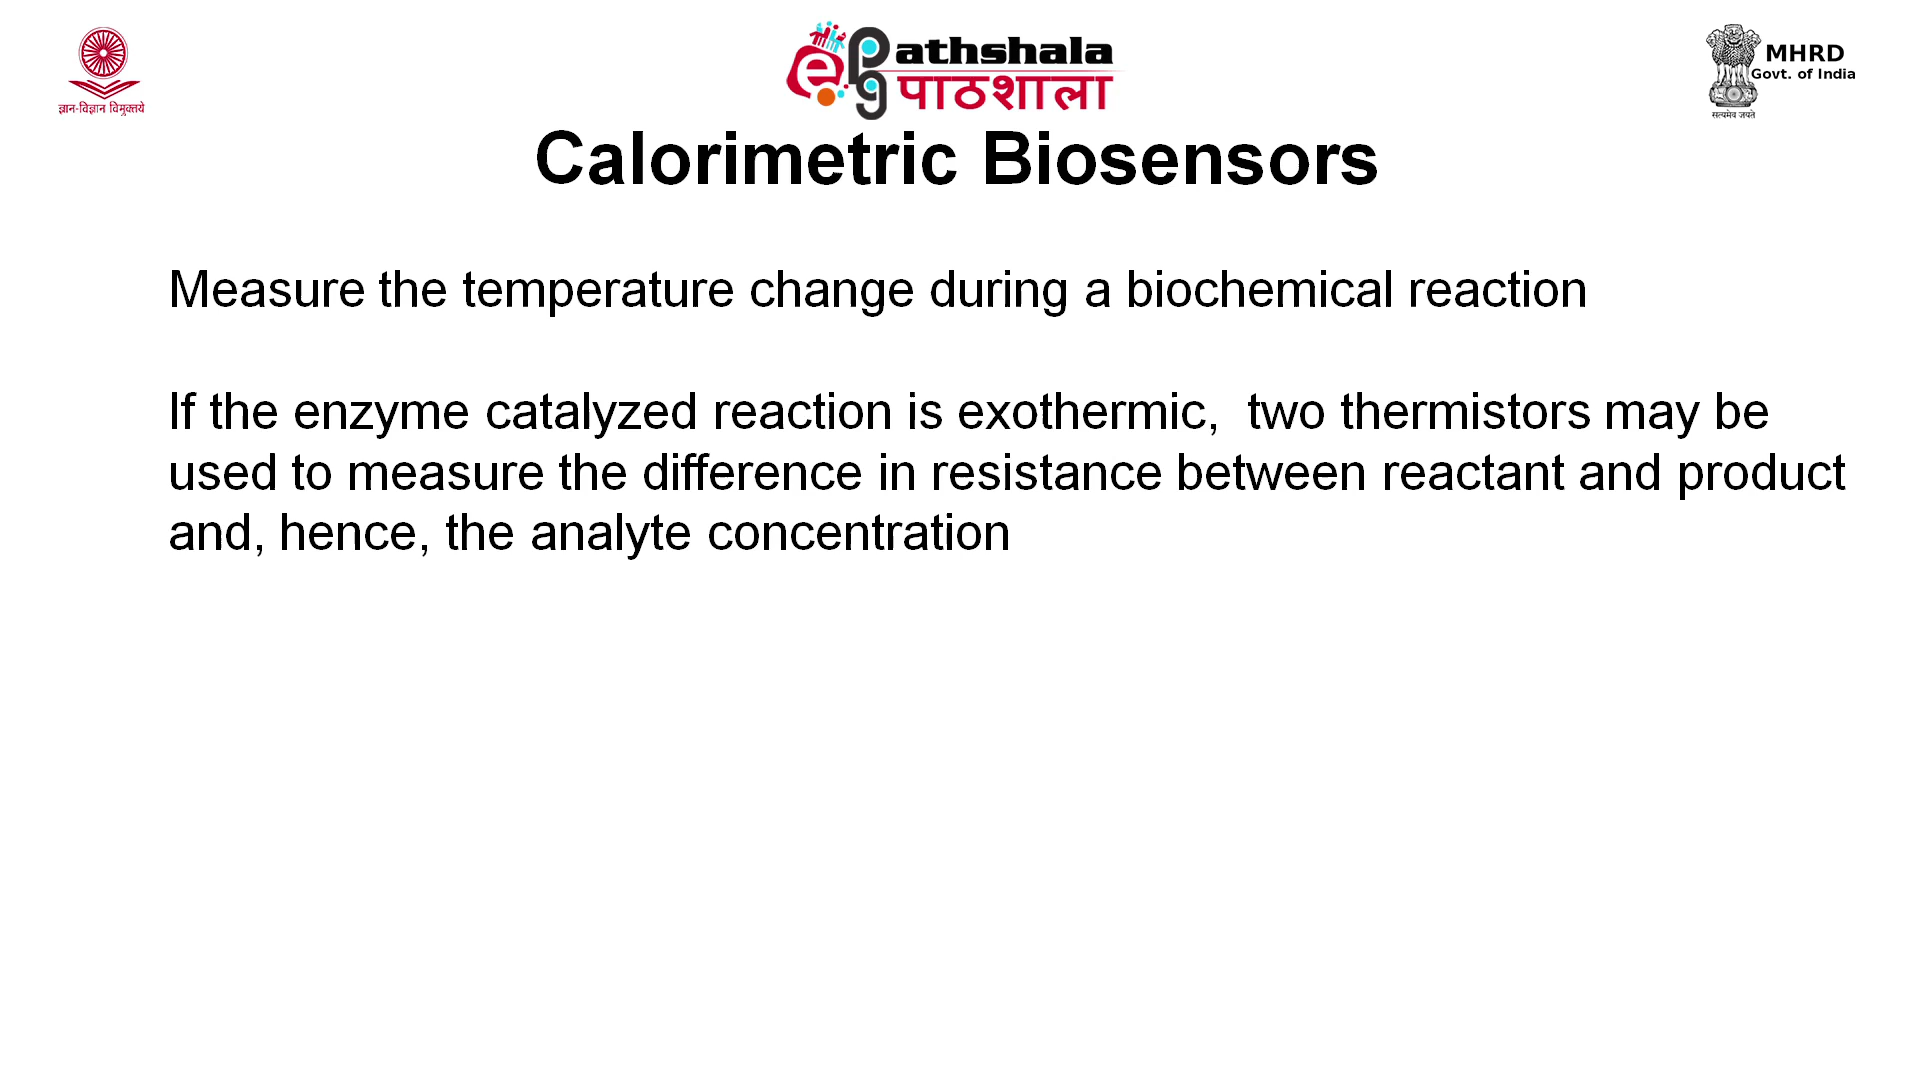 ज्ञान-विज्ञान विमुक्तये
e Pg athshala
पाठशाला
MHRD
Govt. of India
सत्यमेव जयते
Calorimetric Biosensors
Measure the temperature change during a biochemical reaction
If the enzyme catalyzed reaction is exothermic,  two thermistors may be
used to measure the difference in resistance between reactant and product
and, hence, the analyte concentration